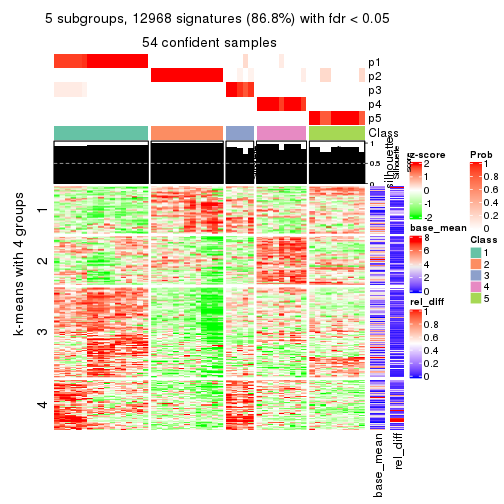 5 subgroups, 12968 signatures (86.8%) with fdr < 0.05
54 confident samples
p1
p2
p3
p4
p5
Class
1
0.5
0
silhouette
Silhouette
score
k-means with 4 groups
1
2
3
4
base_mean
rel_diff
z-score
2
1
0
-1
-2
base_mean
8
6
4
2
0
rel_diff
1
0.8
0.6
0.4
0.2
0
Prob
1
0.8
0.6
0.4
0.2
0
Class
1
2
3
4
5